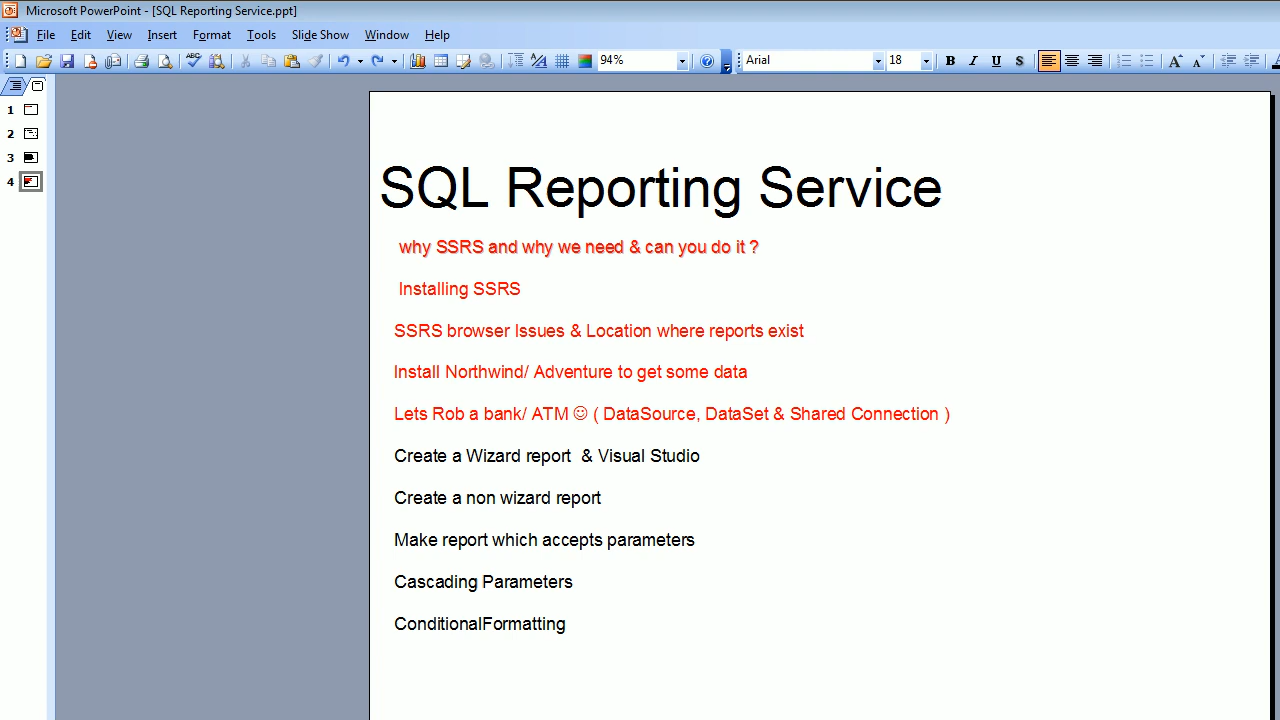 Microsoft PowerPoint - [SQL Reporting Service.ppt]
File Edit View Insert Format Tools Slide Show Window Help
94% Arial 18 B I U S A A
1
2
3
4
SQL Reporting Service
why SSRS and why we need & can you do it ?
Installing SSRS
SSRS browser Issues & Location where reports exist
Install Northwind/ Adventure to get some data
Lets Rob a bank/ ATM ☺ ( DataSource, DataSet & Shared Connection )
Create a Wizard report  & Visual Studio
Create a non wizard report
Make report which accepts parameters
Cascading Parameters
ConditionalFormatting